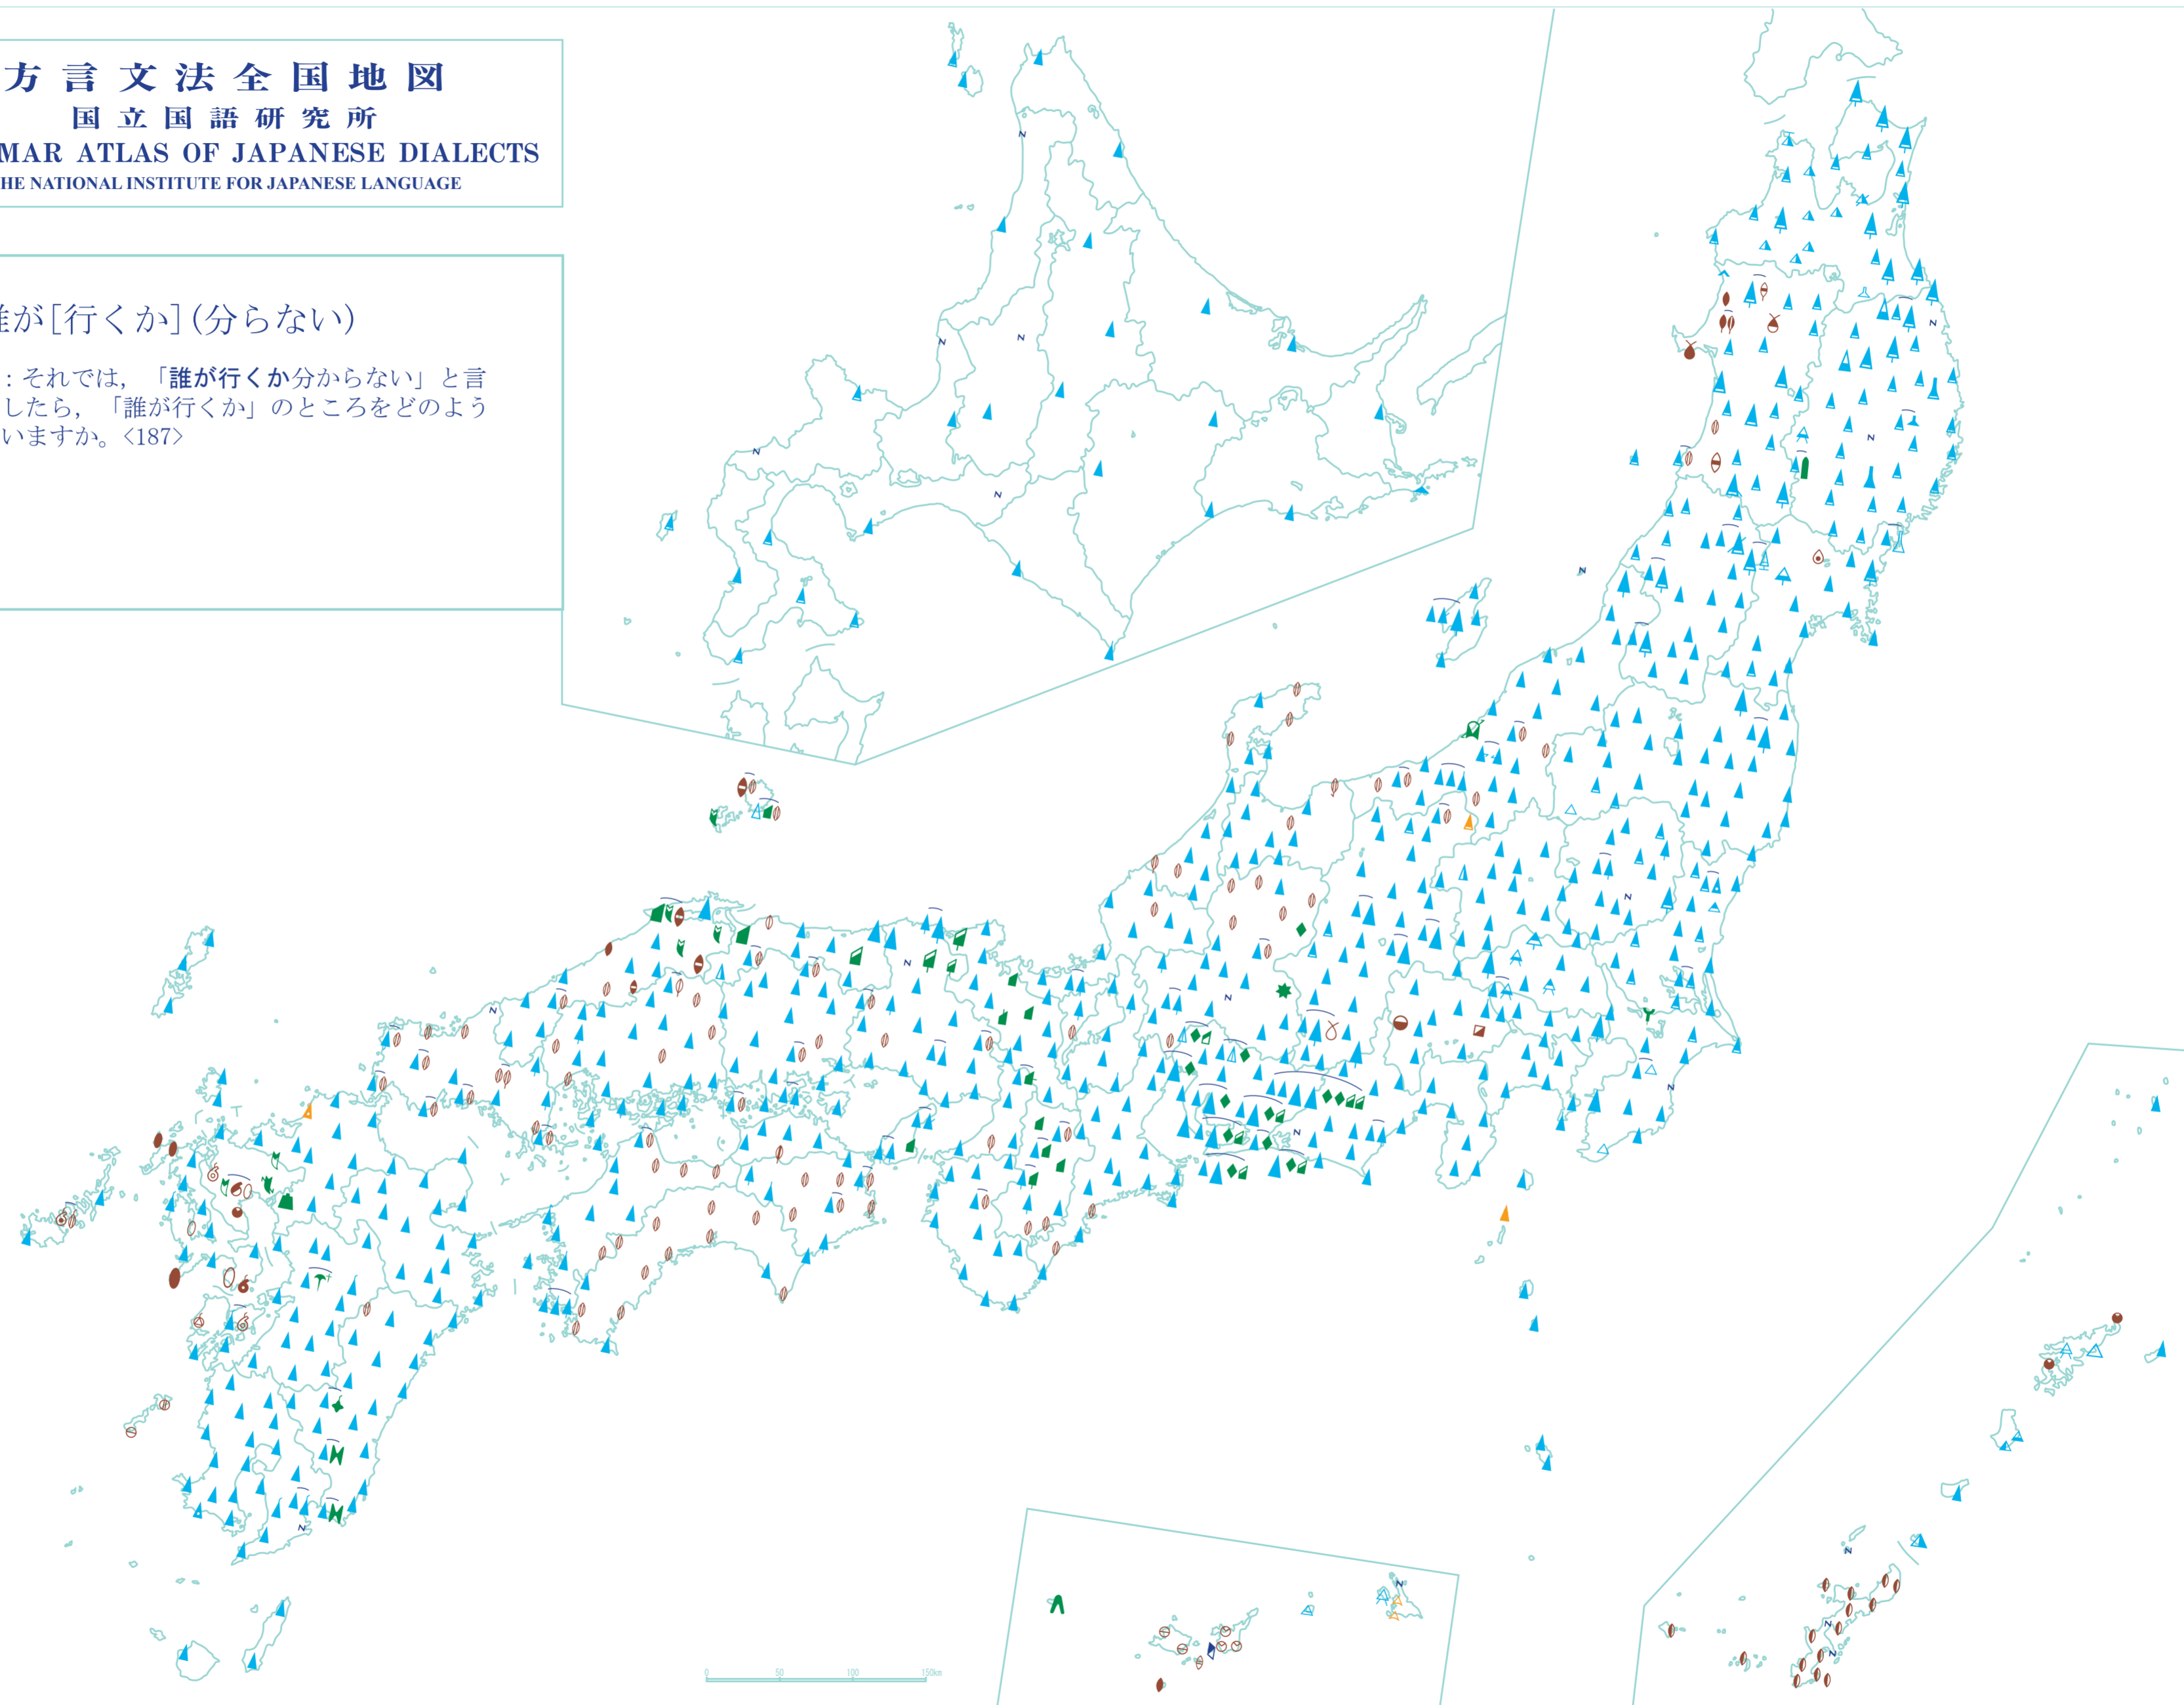 方言文法全国地図
国立国語研究所
MAR ATLAS OF JAPANESE DIALECTS
HE NATIONAL INSTITUTE FOR JAPANESE LANGUAGE
誰が[行くか](分らない)
：それでは，「誰が行くか分からない」と言
したら，「誰が行くか」のところをどのよう
いますか。<187>
0 50 100 150km